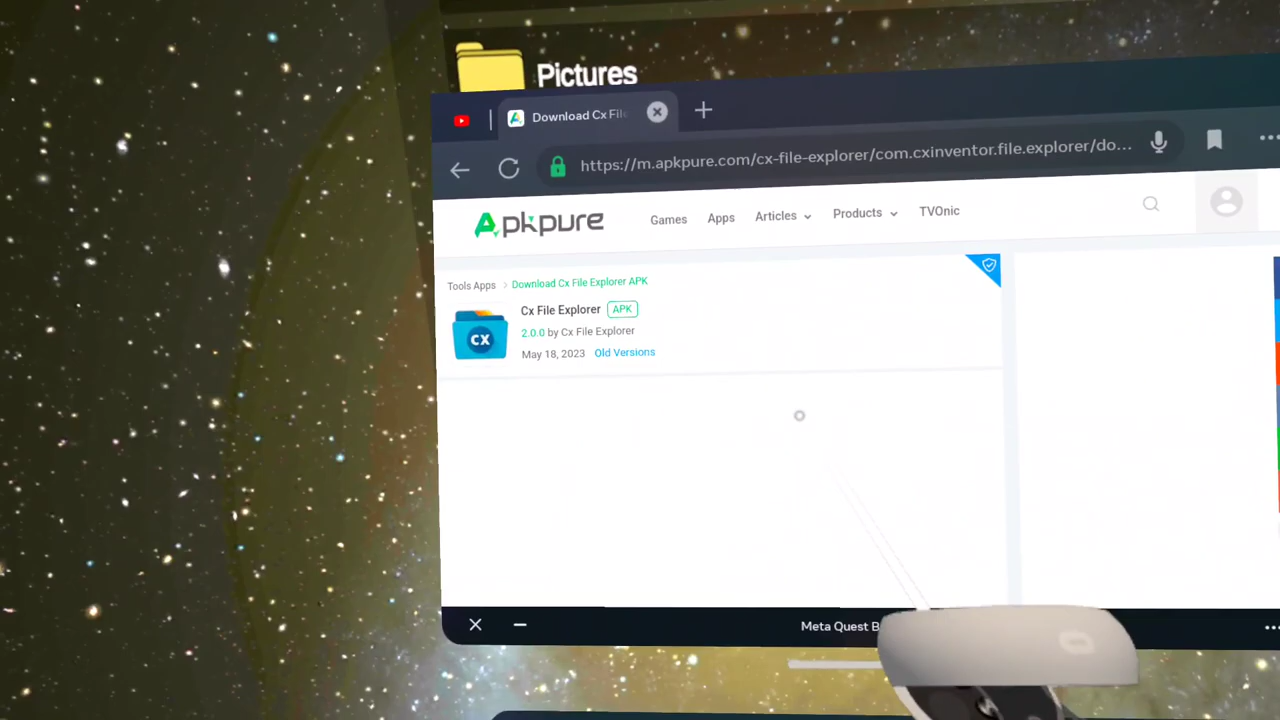 Pictures
Download Cx File
https://m.apkpure.com/cx-file-explorer/com.cxinventor.file.explorer/do...
Apkpure
Games
Apps
Articles
Products
TVOnic
Tools Apps > Download Cx File Explorer APK
Cx File Explorer APK
CX
2.0.0 by Cx File Explorer
May 18, 2023 Old Versions
Meta Quest B